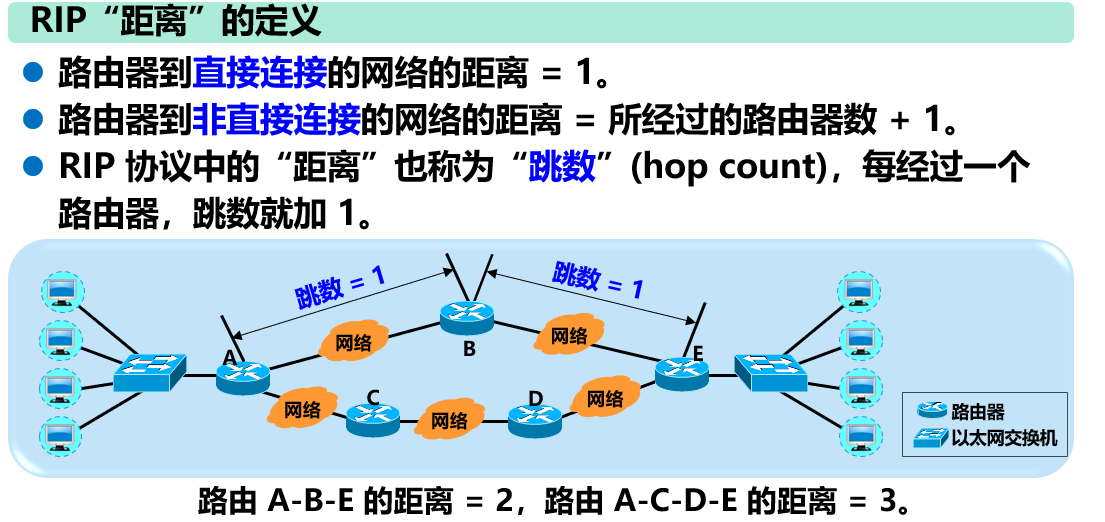 RIP“距离”的定义
路由器到直接连接的网络的距离 = 1。
路由器到非直接连接的网络的距离 = 所经过的路由器数 + 1。
RIP 协议中的“距离”也称为“跳数”(hop count)，每经过一个
路由器，跳数就加 1。
跳数 = 1
跳数 = 1
网络
网络
A
B
E
网络
C
网络
D
网络
路由器
以太网交换机
路由 A-B-E 的距离 = 2，路由 A-C-D-E 的距离 = 3。